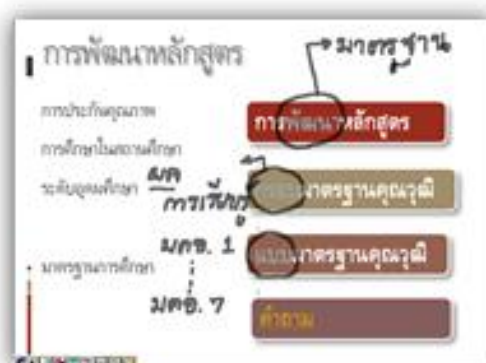 การพัฒนาหลักสูตร
มาตรฐาน
การประกันคุณภาพ
การศึกษาในสถานศึกษา
ระดับอุดมศึกษา
การพัฒนาหลักสูตร
ผล
การเรียนรู้
มาตรฐานคุณวุฒิ
มคอ. 1
มคอ. 7
แบบมาตรฐานคุณวุฒิ
มาตรฐานการศึกษา
คำถาม